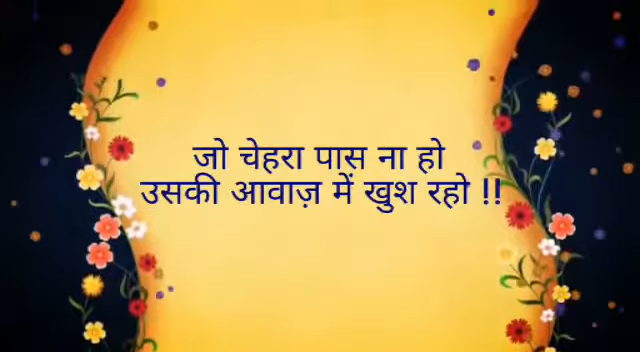 जो चेहरा पास ना हो
उसकी आवाज़ में खुश रहो !!